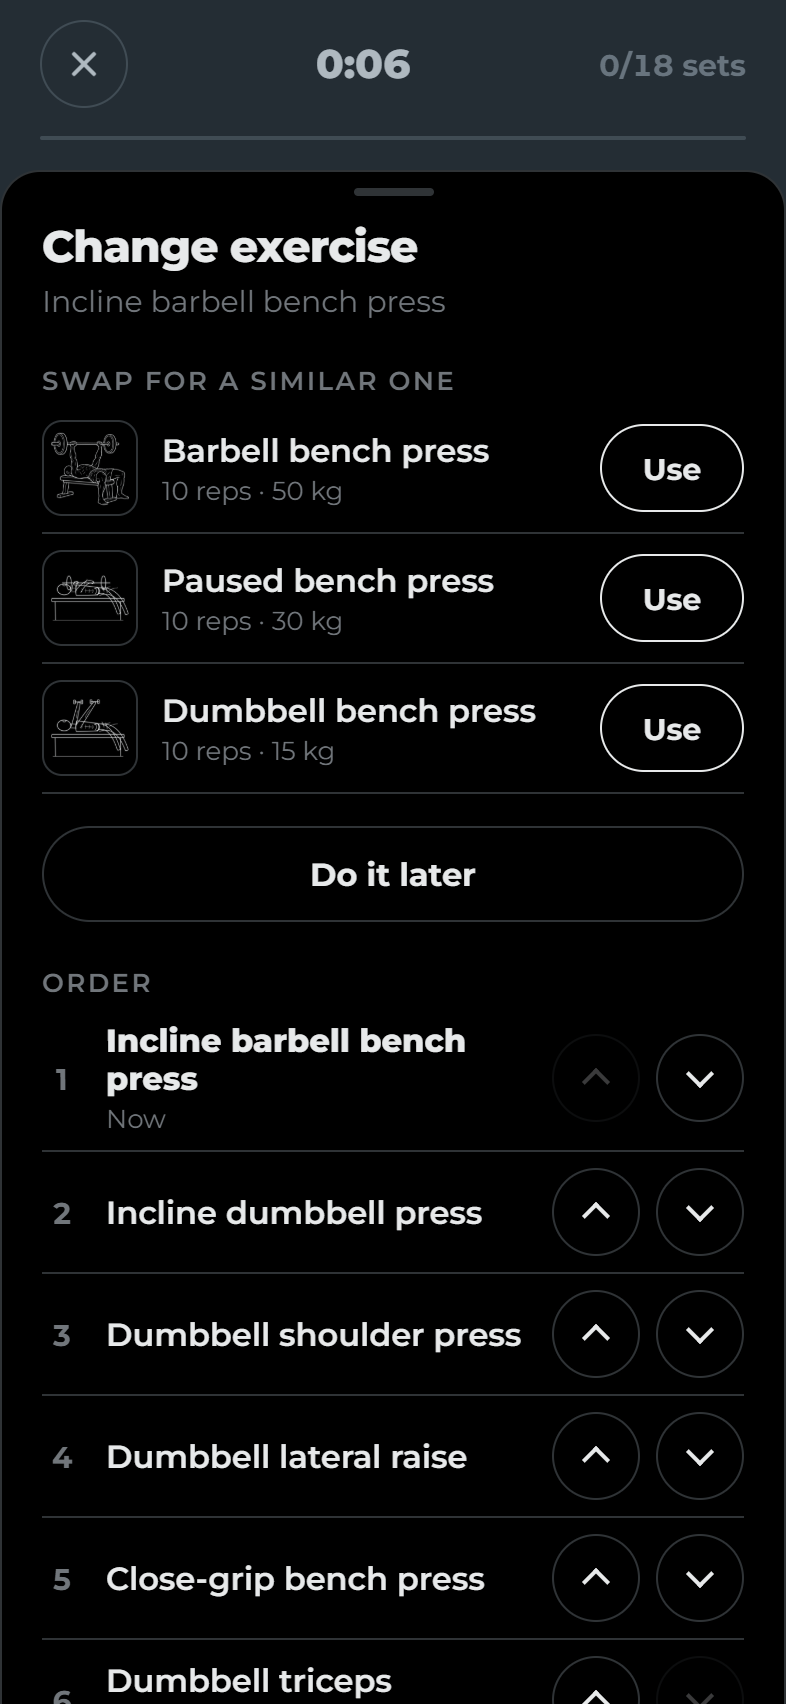 0:06
0/18 sets
Change exercise
Incline barbell bench press
SWAP FOR A SIMILAR ONE
Barbell bench press
10 reps · 50 kg
Use
Paused bench press
10 reps · 30 kg
Use
Dumbbell bench press
10 reps · 15 kg
Use
Do it later
ORDER
1
Incline barbell bench
press
Now
2
Incline dumbbell press
3
Dumbbell shoulder press
4
Dumbbell lateral raise
5
Close-grip bench press
6
Dumbbell triceps